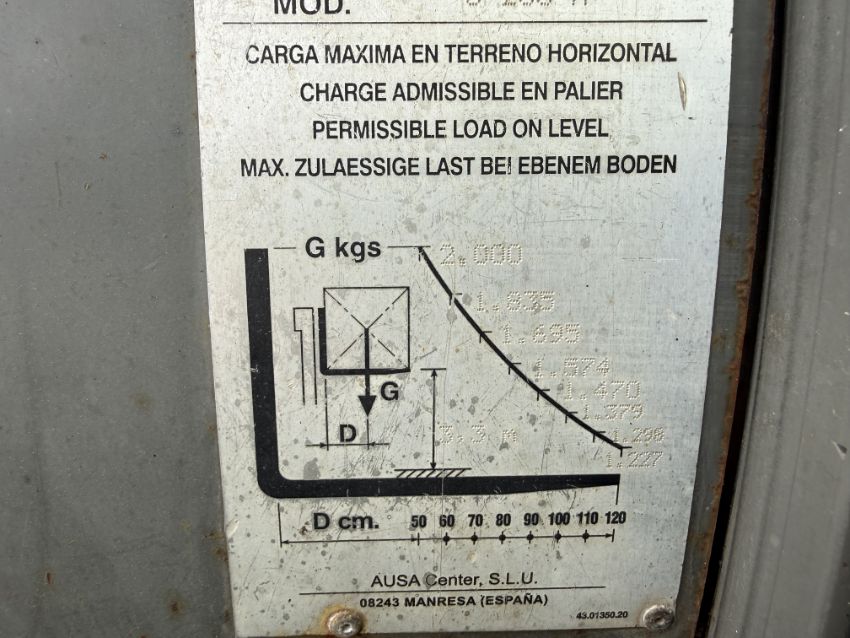 MOD.
CARGA MAXIMA EN TERRENO HORIZONTAL
CHARGE ADMISSIBLE EN PALIER
PERMISSIBLE LOAD ON LEVEL
MAX. ZULAESSIGE LAST BEI EBENEM BODEN
G kgs 2.000
1.835
1.695
1.574
1.470
G
1.379
D 3,3 M 1.298
1.227
D cm. 50 60 70 80 90 100 110 120
AUSA Center, S.L.U.
08243 MANRESA (ESPAÑA)
43.01350.20